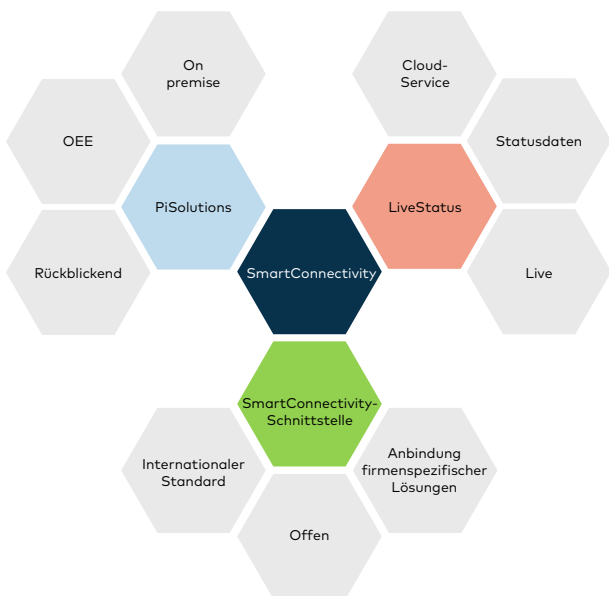 On
premise
Cloud-
Service
OEE
Statusdaten
PiSolutions
LiveStatus
Rückblickend
SmartConnectivity
Live
SmartConnectivity-
Schnittstelle
Internationaler
Standard
Anbindung
firmenspezifischer
Lösungen
Offen